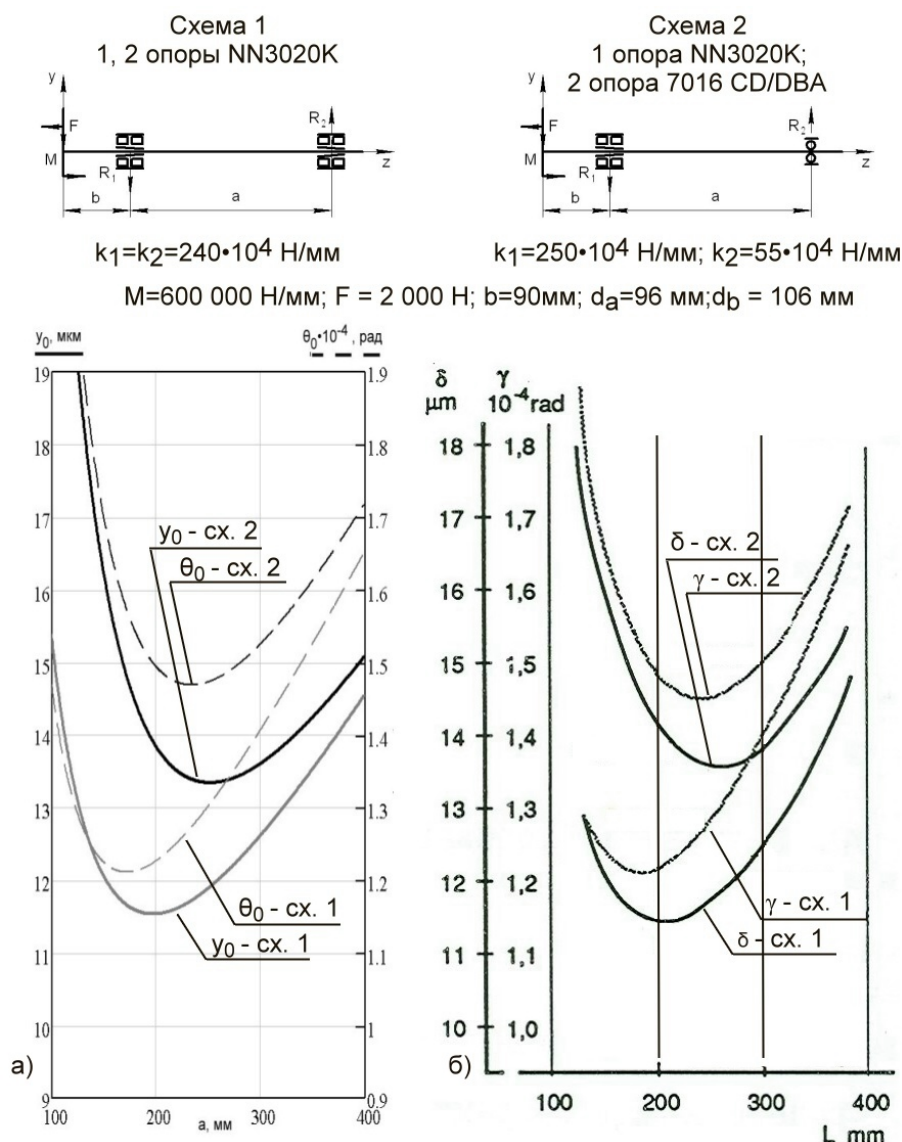 Схема 1
1, 2 опоры NN3020K
Схема 2
1 опора NN3020K;
2 опора 7016 CD/DBA
y
F
M
R1
R2
z
b
a
y
F
M
R1
R2
z
b
a
k1=k2=240•10⁴ Н/мм
k1=250•10⁴ Н/мм; k2=55•10⁴ Н/мм
M=600 000 Н/мм; F = 2 000 Н; b=90мм; da=96 мм;db = 106 мм
y0, мкм
θ0•10⁻⁴, рад
19
18
17
16
15
14
13
12
11
10
9
1.9
1.8
1.7
1.6
1.5
1.4
1.3
1.2
1.1
1
0.9
y0 - сх. 2
θ0 - сх. 2
θ0 - сх. 1
y0 - сх. 1
100
200
300
400
а, мм
а)
δ
μm
γ
10⁻⁴ rad
18
17
16
15
14
13
12
11
10
1,8
1,7
1,6
1,5
1,4
1,3
1,2
1,1
1,0
δ - сх. 2
γ - сх. 2
γ - сх. 1
δ - сх. 1
б)
100
200
300
400
L mm